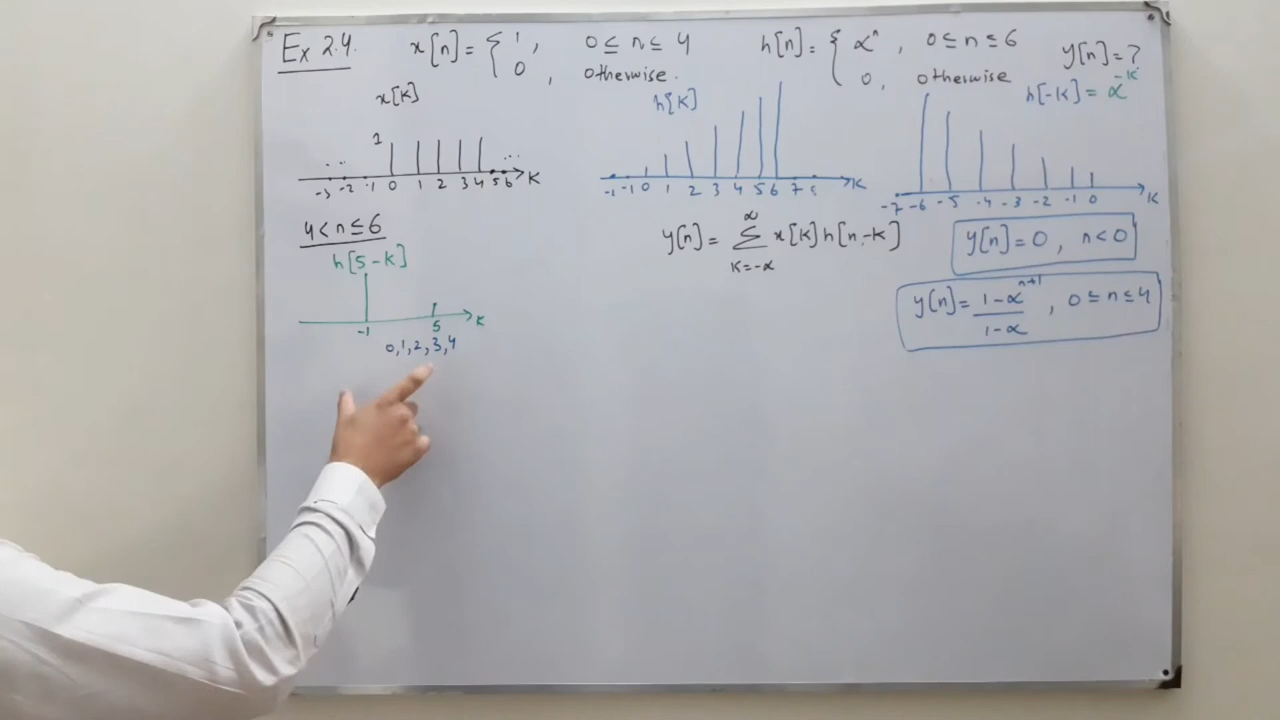 Ex 2.4. x[n] = { 1, 0 ≤ n ≤ 4 h[n] = { α^n, 0 ≤ n ≤ 6 y[n] = ?
0, otherwise. 0, otherwise
x[k] h[k] h[-k] = α^-k
1
... ...
-3 -2 -1 0 1 2 3 4 5 6 k
-1 -1 0 1 2 3 4 5 6 7 8 k
-7 -6 -5 -4 -3 -2 -1 0 k
4 < n ≤ 6
y[n] = ∞ Σ k=-∞ x[k] h[n-k]
y[n] = 0, n < 0
h[5-k]
-1 5 k
0,1,2,3,4
y[n] = (1-α^n+1)/(1-α), 0 ≤ n ≤ 4